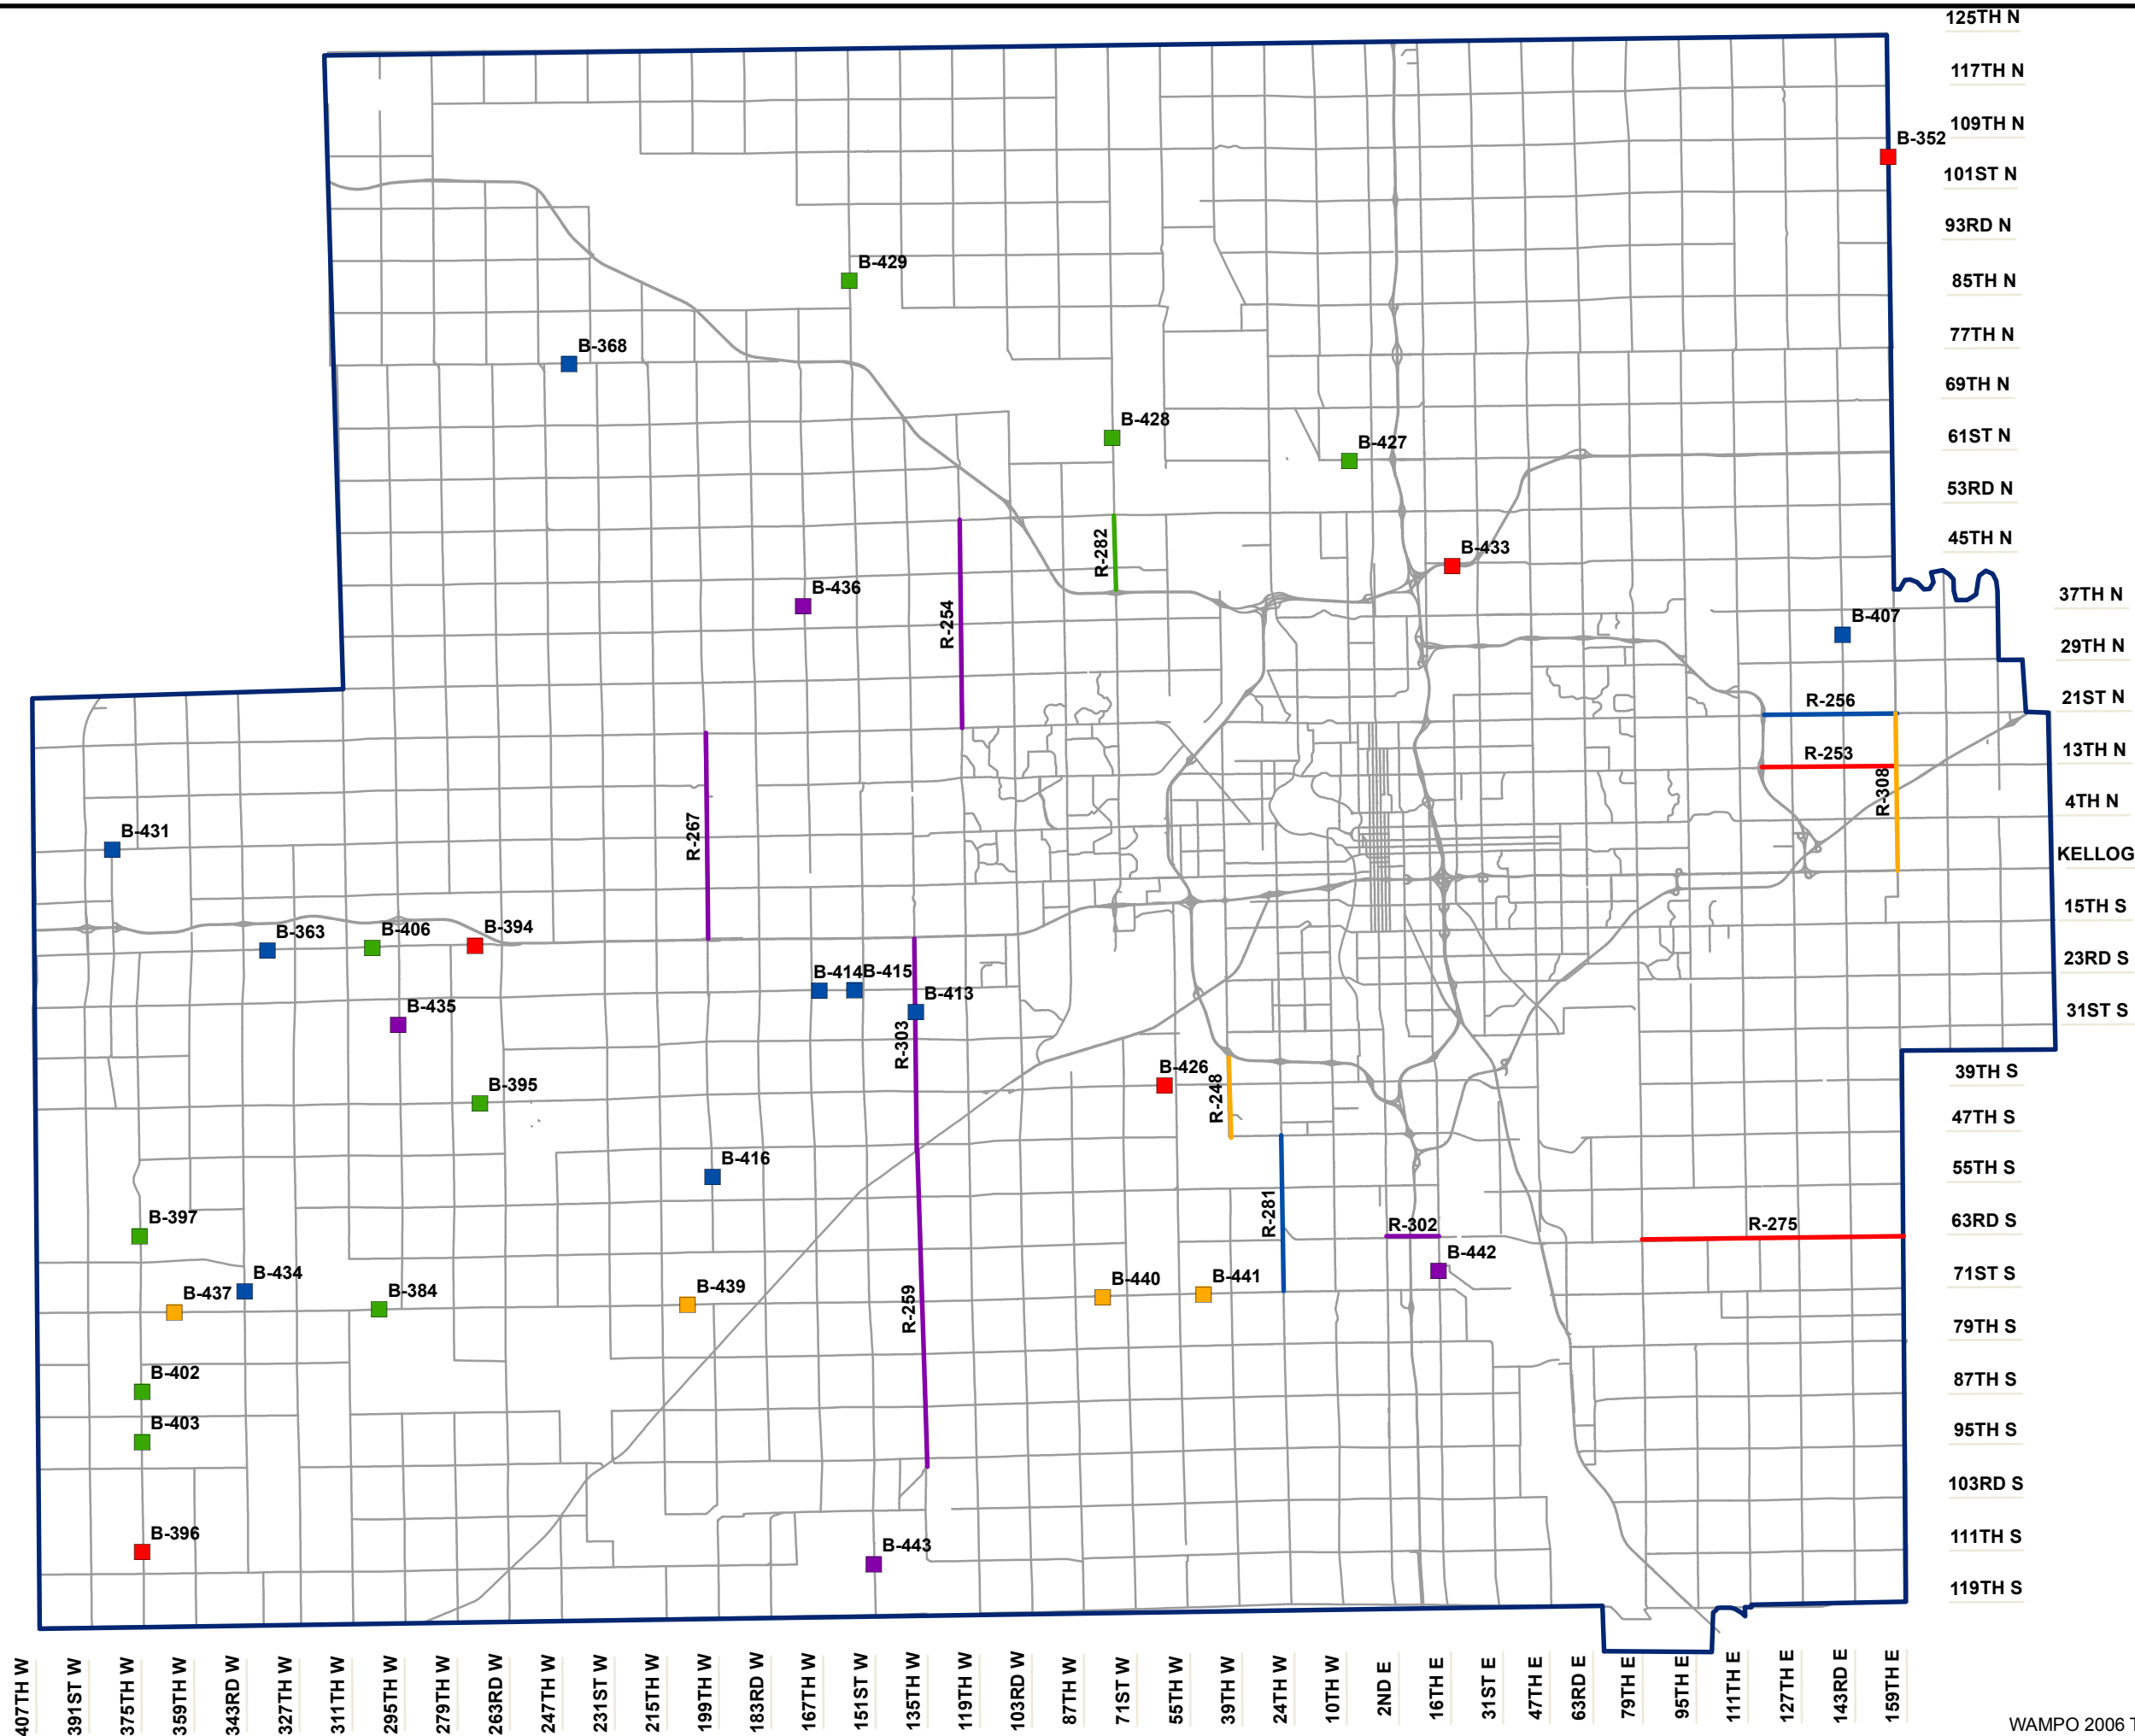 125TH N
117TH N
109TH N
B-352
101ST N
93RD N
B-429
85TH N
77TH N
B-368
69TH N
B-428
61ST N
B-427
53RD N
45TH N
B-433
R-282
B-436
37TH N
B-407
R-254
29TH N
21ST N
R-256
13TH N
R-253
R-308
4TH N
B-431
R-267
KELLOG
15TH S
B-363
B-406
B-394
23RD S
B-414
B-415
B-413
B-435
31ST S
R-303
B-426
39TH S
B-395
R-248
47TH S
B-416
55TH S
B-397
R-281
R-302
R-275
63RD S
B-442
B-434
71ST S
B-437
B-384
B-439
B-440
B-441
R-259
79TH S
B-402
87TH S
B-403
95TH S
103RD S
B-396
B-443
111TH S
119TH S
407TH W
391ST W
375TH W
359TH W
343RD W
327TH W
311TH W
295TH W
279TH W
263RD W
247TH W
231ST W
215TH W
199TH W
183RD W
167TH W
151ST W
135TH W
119TH W
103RD W
87TH W
71ST W
55TH W
39TH W
24TH W
10TH W
2ND E
16TH E
31ST E
47TH E
63RD E
79TH E
95TH E
111TH E
127TH E
143RD E
159TH E
WAMPO 2006 T